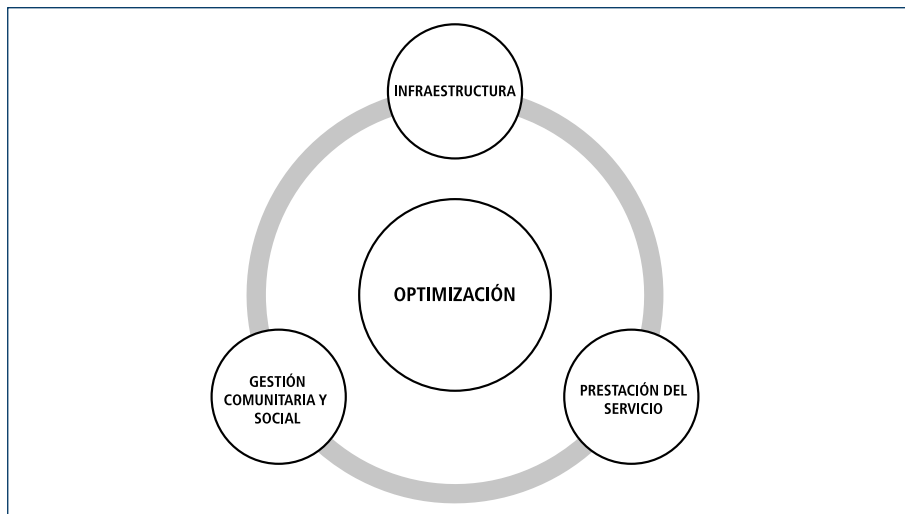 INFRAESTRUCTURA
OPTIMIZACIÓN
GESTIÓN
COMUNITARIA Y
SOCIAL
PRESTACIÓN DEL
SERVICIO